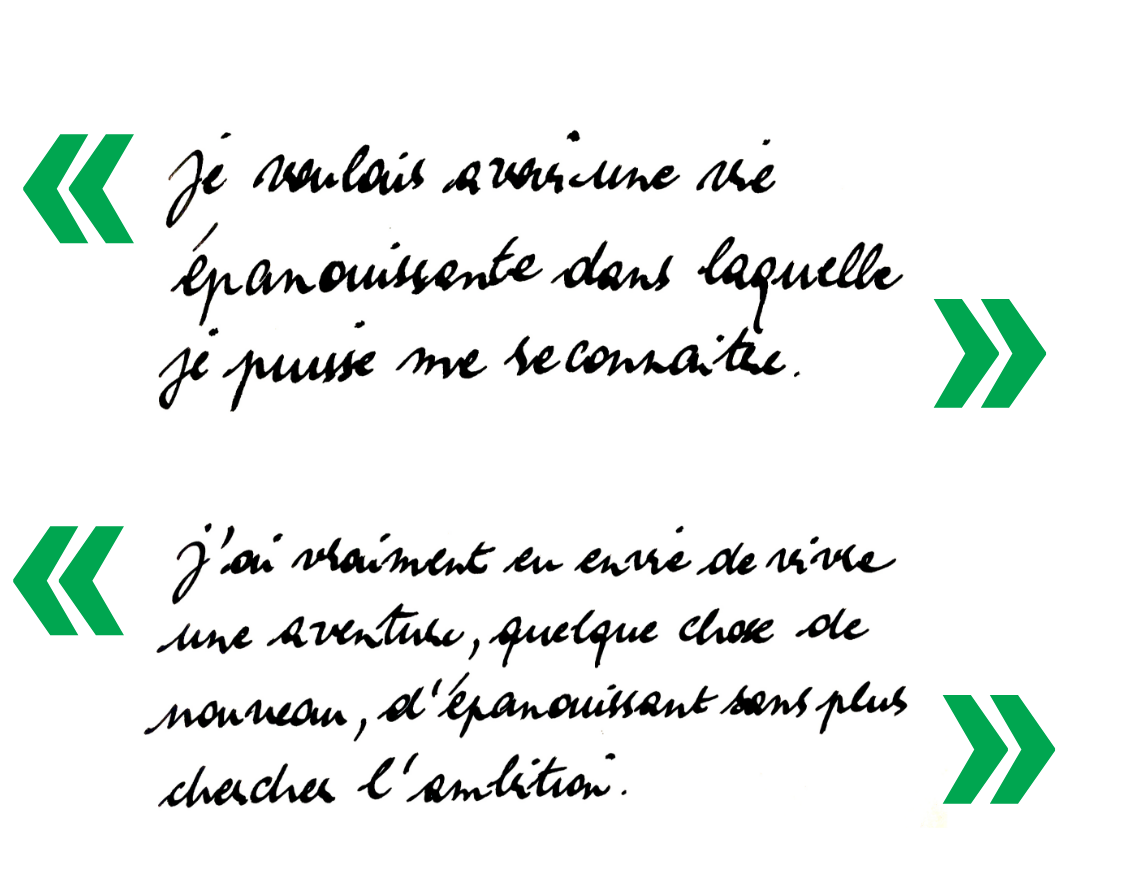 « je voulais avoir une vie
épanouissante dans laquelle
je puisse me reconnaitre. »
« j'ai vraiment eu envie de vivre
une aventure, quelque chose de
nouveau, d'épanouissant sans plus
chercher l'ambition. »